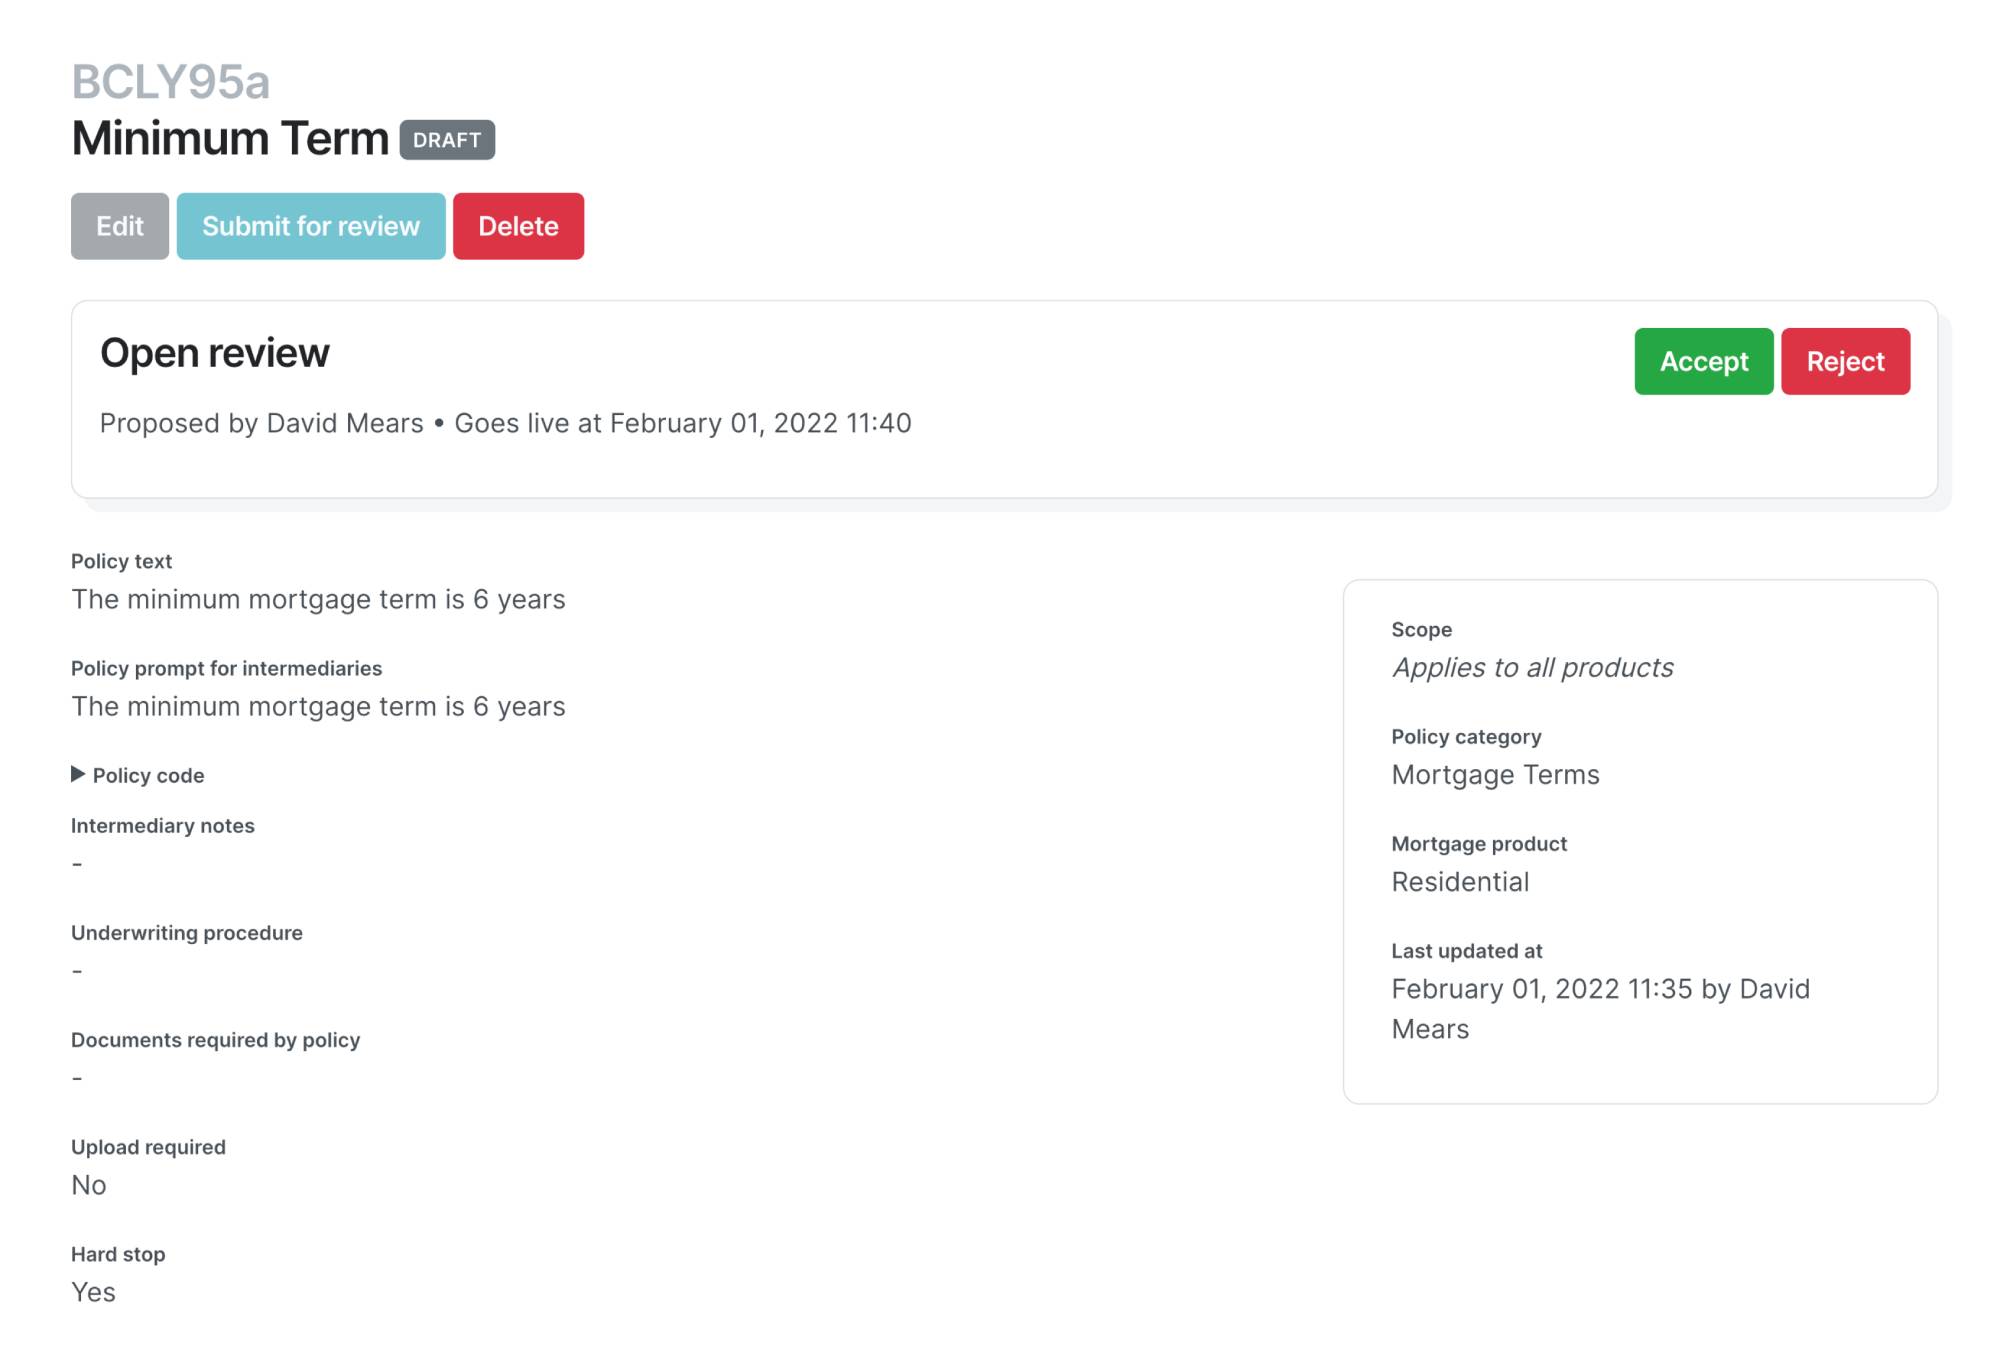 BCLY95a
Minimum Term DRAFT
Edit Submit for review Delete
Open review
Accept Reject
Proposed by David Mears • Goes live at February 01, 2022 11:40
Policy text
The minimum mortgage term is 6 years
Policy prompt for intermediaries
The minimum mortgage term is 6 years
▶ Policy code
Intermediary notes
-
Underwriting procedure
-
Documents required by policy
-
Upload required
No
Hard stop
Yes
Scope
Applies to all products
Policy category
Mortgage Terms
Mortgage product
Residential
Last updated at
February 01, 2022 11:35 by David
Mears